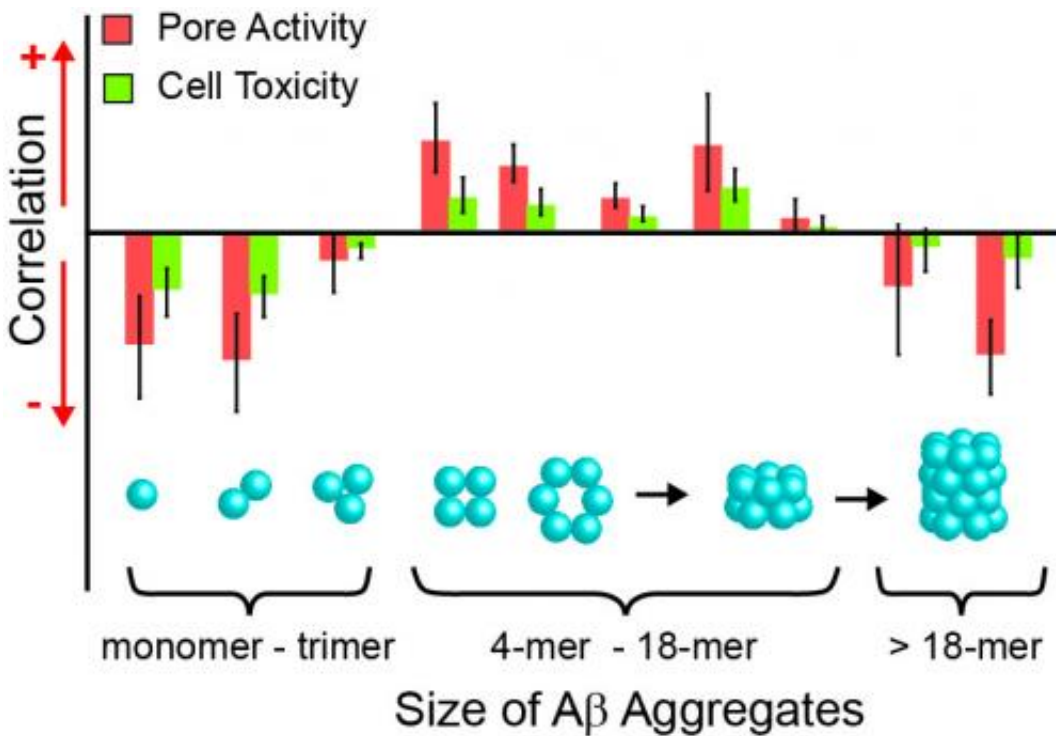 Pore Activity
Cell Toxicity
+
Correlation
-
monomer - trimer
4-mer - 18-mer
> 18-mer
Size of Aβ Aggregates